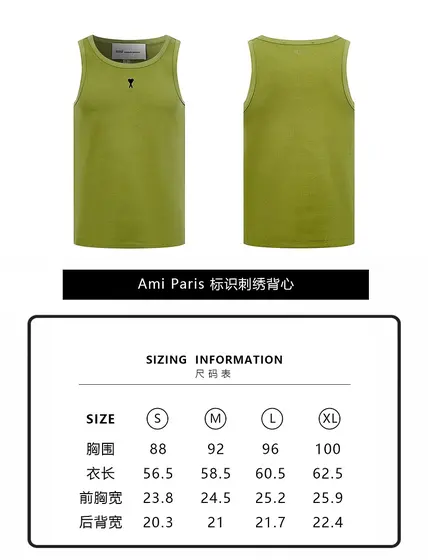 Ami Paris 标识刺绣背心
SIZING INFORMATION
尺码表
SIZE S M L XL
胸围 88 92 96 100
衣长 56.5 58.5 60.5 62.5
前胸宽 23.8 24.5 25.2 25.9
后背宽 20.3 21 21.7 22.4